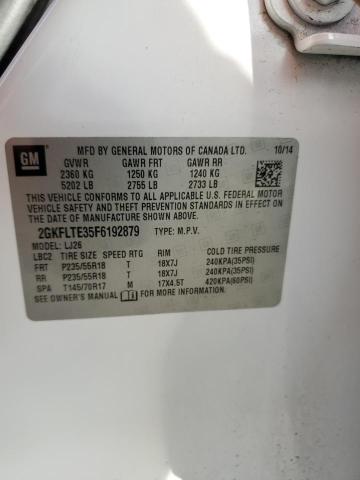 GM
MFD BY GENERAL MOTORS OF CANADA LTD. 10/14
GVWR GAWR FRT GAWR RR
2360 KG 1250 KG 1240 KG
5202 LB 2755 LB 2733 LB
THIS VEHICLE CONFORMS TO ALL APPLICABLE U.S. FEDERAL MOTOR
VEHICLE SAFETY AND THEFT PREVENTION STANDARDS IN EFFECT ON
THE DATE OF MANUFACTURE SHOWN ABOVE.
2GKFLTE35F6192879 TYPE: M.P.V.
MODEL: LJ26
LBC2 TIRE SIZE SPEED RTG RIM COLD TIRE PRESSURE
FRT P235/55R18 T 18X7J 240KPA(35PSI)
RR P235/55R18 T 18X7J 240KPA(35PSI)
SPA T145/70R17 M 17X4.5T 420KPA(60PSI)
SEE OWNER'S MANUAL FOR MORE INFORMATION.